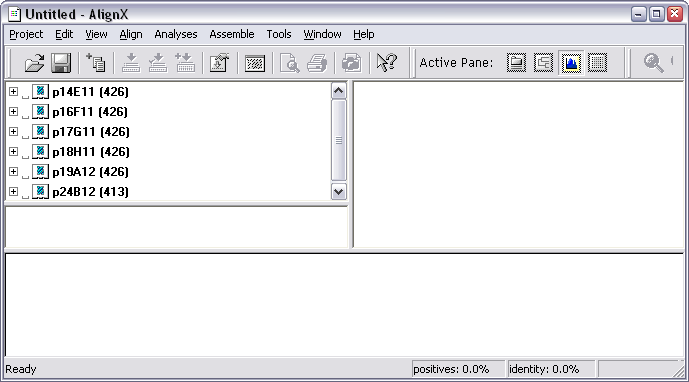 Untitled - AlignX
Project Edit View Align Analyses Assemble Tools Window Help
Active Pane:
p14E11 (426)
p16F11 (426)
p17G11 (426)
p18H11 (426)
p19A12 (426)
p24B12 (413)
Ready positives: 0.0% identity: 0.0%